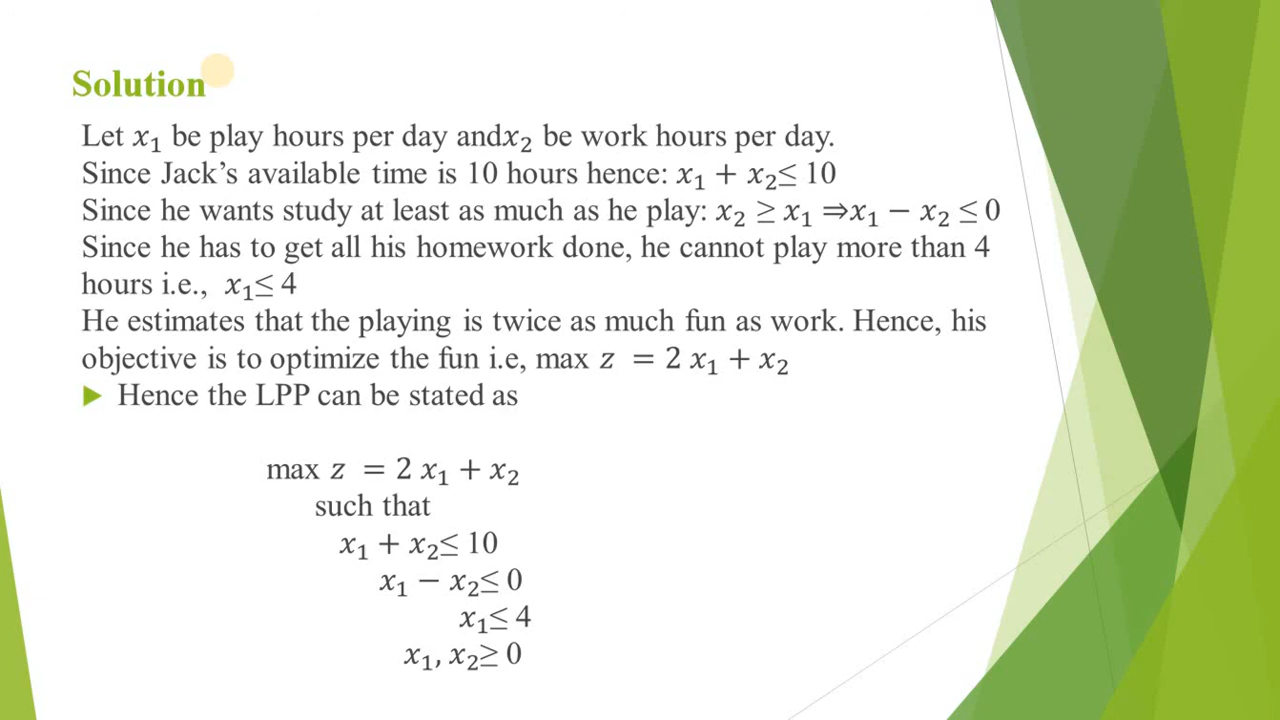 Solution
Let x₁ be play hours per day andx₂ be work hours per day.
Since Jack’s available time is 10 hours hence: x₁ + x₂≤ 10
Since he wants study at least as much as he play: x₂ ≥ x₁ ⇒x₁ − x₂ ≤ 0
Since he has to get all his homework done, he cannot play more than 4
hours i.e., x₁≤ 4
He estimates that the playing is twice as much fun as work. Hence, his
objective is to optimize the fun i.e, max z = 2 x₁ + x₂
Hence the LPP can be stated as
max z = 2 x₁ + x₂
such that
x₁ + x₂≤ 10
x₁ − x₂≤ 0
x₁≤ 4
x₁, x₂≥ 0